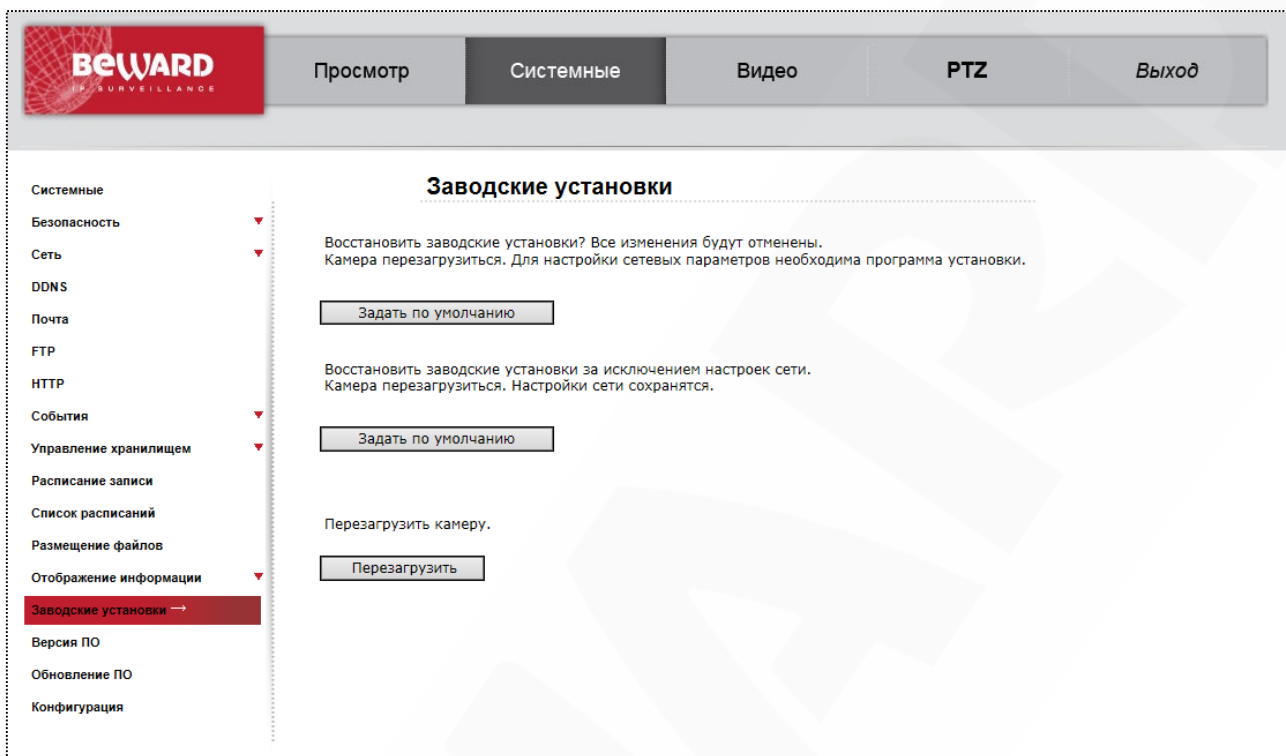 BEWARD
IP SURVEILLANCE
Просмотр
Системные
Видео
PTZ
Выход
Системные
Безопасность
Сеть
DDNS
Почта
FTP
HTTP
События
Управление хранилищем
Расписание записи
Список расписаний
Размещение файлов
Отображение информации
Заводские установки →
Версия ПО
Обновление ПО
Конфигурация
Заводские установки
Восстановить заводские установки? Все изменения будут отменены.
Камера перезагрузиться. Для настройки сетевых параметров необходима программа установки.
Задать по умолчанию
Восстановить заводские установки за исключением настроек сети.
Камера перезагрузиться. Настройки сети сохранятся.
Задать по умолчанию
Перезагрузить камеру.
Перезагрузить